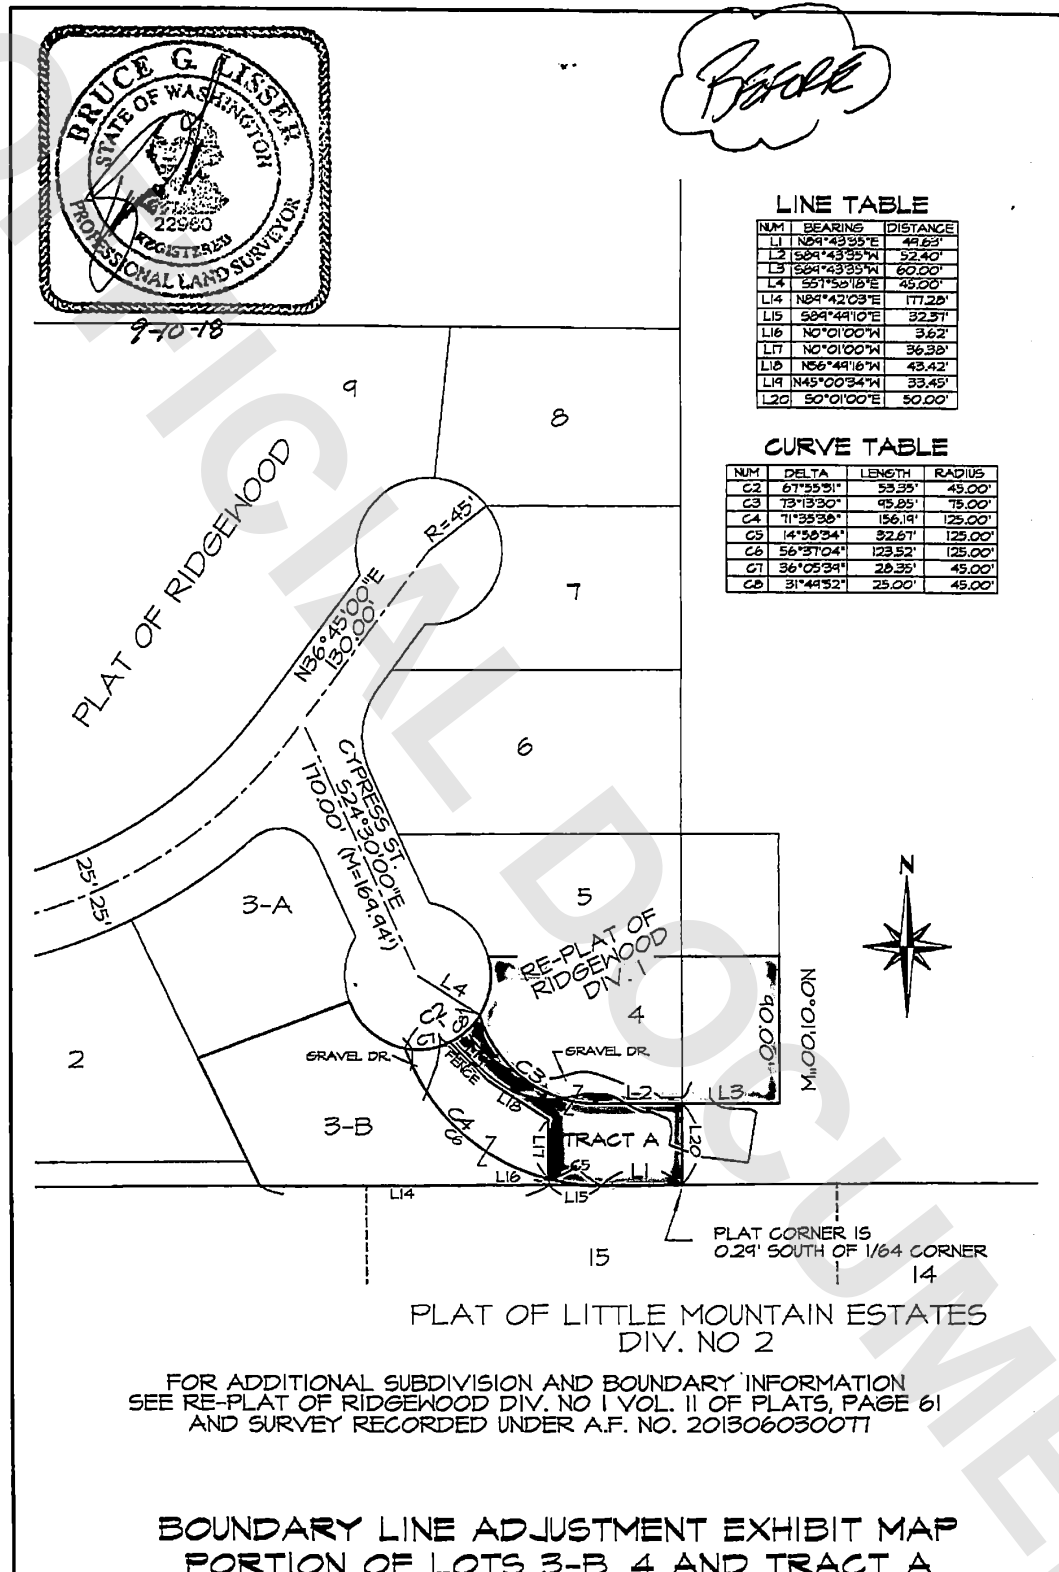 BEFORE
BRUCE G. LISSER
STATE OF WASHINGTON
22960
REGISTERED
PROFESSIONAL LAND SURVEYOR
9-10-18
LINE TABLE
NUM BEARING DISTANCE
L1 N89°43'35"E 49.63'
L2 S89°43'35"W 52.40'
L3 S89°43'35"W 60.00'
L4 S57°58'18"E 45.00'
L14 N89°42'03"E 177.28'
L15 S89°44'10"E 32.37'
L16 N0°01'00"W 3.62'
L17 N0°01'00"W 36.38'
L18 N56°49'16"W 43.42'
L19 N45°00'34"W 33.45'
L20 S0°01'00"E 50.00'
CURVE TABLE
NUM DELTA LENGTH RADIUS
C2 67°55'31" 53.35' 45.00'
C3 73°13'30" 95.85' 75.00'
C4 71°35'38" 156.19' 125.00'
C5 14°58'34" 32.67' 125.00'
C6 56°37'04" 123.52' 125.00'
C7 36°05'39" 28.35' 45.00'
C8 31°49'52" 25.00' 45.00'
9
8
PLAT OF RIDGEWOOD
R=45'
7
N36°45'00"E
130.00'
6
CYPRESS ST.
S24°30'00"E
170.00' (M=169.94')
25' 25'
3-A
5
RE-PLAT OF
RIDGEWOOD
DIV. 1
N
L4
4
90.00'
N0°01'00"W
C2
C7
C8
2
GRAVEL DR.
FENCE
C3
GRAVEL DR.
L2
L3
L18
3-B
C4
C6
L17
TRACT A
L20
C5
L16
L1
L14
L15
PLAT CORNER IS
0.29' SOUTH OF 1/64 CORNER
15
14
PLAT OF LITTLE MOUNTAIN ESTATES
DIV. NO 2
FOR ADDITIONAL SUBDIVISION AND BOUNDARY INFORMATION
SEE RE-PLAT OF RIDGEWOOD DIV. NO 1 VOL. 11 OF PLATS, PAGE 61
AND SURVEY RECORDED UNDER A.F. NO. 201306030077
BOUNDARY LINE ADJUSTMENT EXHIBIT MAP
PORTION OF LOTS 3-B, 4 AND TRACT A